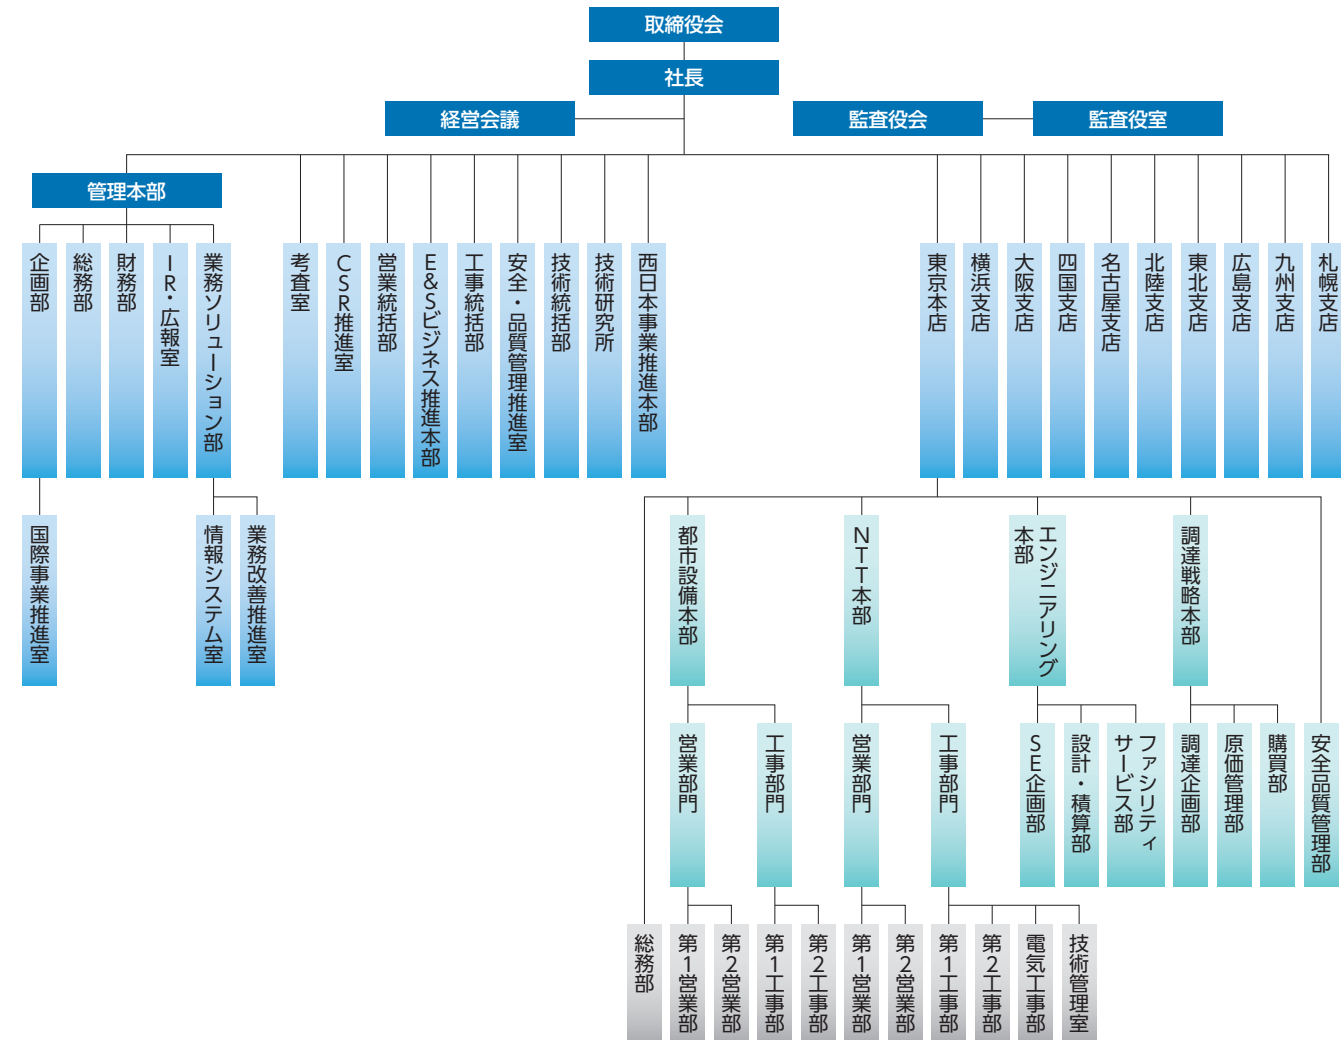 取締役会
社長
経営会議
監査役会
監査役室
管理本部
企画部
総務部
財務部
IR・広報室
業務ソリューション部
考査室
CSR推進室
営業統括部
E&Sビジネス推進本部
工事統括部
安全・品質管理推進室
技術統括部
技術研究所
西日本事業推進本部
東京本店
横浜支店
大阪支店
四国支店
名古屋支店
北陸支店
東北支店
広島支店
九州支店
札幌支店
国際事業推進室
情報システム室
業務改善推進室
都市設備本部
NTT本部
エンジニアリング
本部
調達戦略本部
営業部門
工事部門
営業部門
工事部門
SE企画部
設計・積算部
ファシリティ
サービス部
調達企画部
原価管理部
購買部
安全品質管理部
総務部
第1営業部
第2営業部
第1工事部
第2工事部
第1営業部
第2営業部
第1工事部
第2工事部
電気工事部
技術管理室